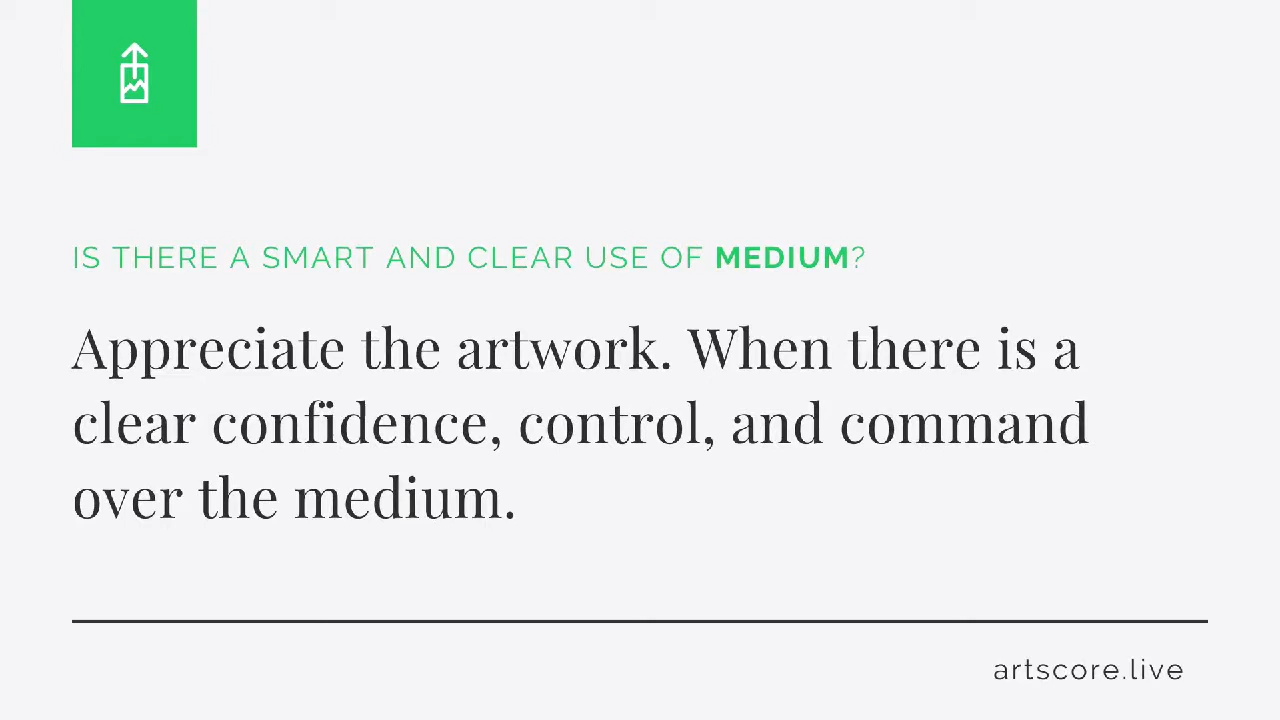 IS THERE A SMART AND CLEAR USE OF MEDIUM?
Appreciate the artwork. When there is a
clear confidence, control, and command
over the medium.
artscore.live